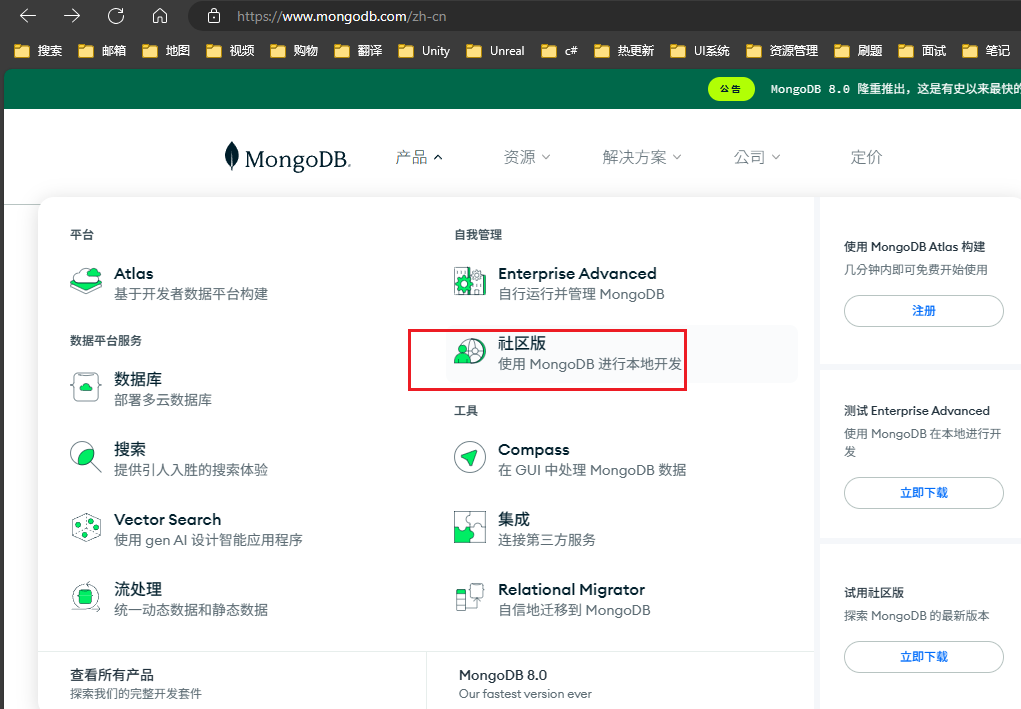 https://www.mongodb.com/zh-cn
搜索 邮箱 地图 视频 购物 翻译 Unity Unreal c# 热更新 UI系统 资源管理 刷题 面试 笔记
公告 MongoDB 8.0 隆重推出，这是有史以来最快的
MongoDB. 产品 资源 解决方案 公司 定价
平台
Atlas
基于开发者数据平台构建
数据平台服务
数据库
部署多云数据库
搜索
提供引人入胜的搜索体验
Vector Search
使用 gen AI 设计智能应用程序
流处理
统一动态数据和静态数据
查看所有产品
探索我们的完整开发套件
自我管理
Enterprise Advanced
自行运行并管理 MongoDB
社区版
使用 MongoDB 进行本地开发
工具
Compass
在 GUI 中处理 MongoDB 数据
集成
连接第三方服务
Relational Migrator
自信地迁移到 MongoDB
MongoDB 8.0
Our fastest version ever
使用 MongoDB Atlas 构建
几分钟内即可免费开始使用
注册
测试 Enterprise Advanced
使用 MongoDB 在本地进行开
发
立即下载
试用社区版
探索 MongoDB 的最新版本
立即下载